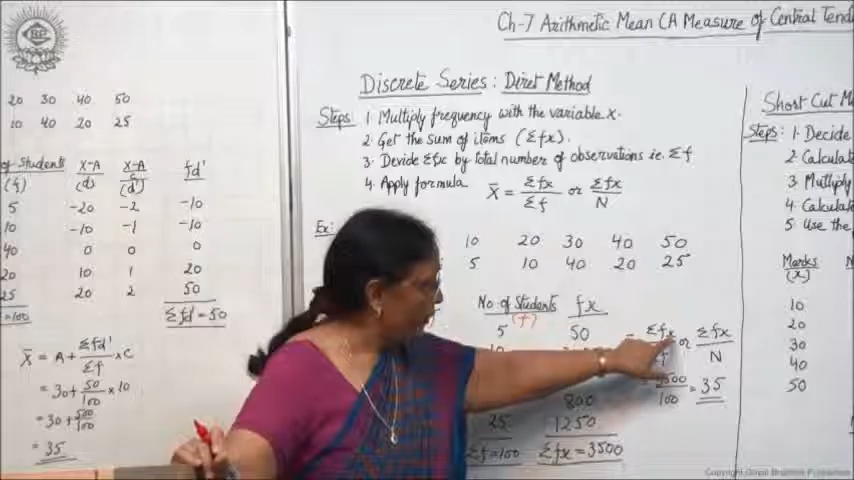 Ch-7 Arithmetic Mean (A Measure of Central Tend
20 30 40 50
10 40 20 25
of Students X-A X-A fd'
(f) (d) c (d')
5 -20 -2 -10
10 -10 -1 -10
40 0 0 0
20 10 1 20
25 20 2 50
=100 Σfd' = 50
X̄ = A + Σfd'/Σf × C
= 30 + 50/100 × 10
= 30 + 500/100
= 35
Discrete Series: Diret Method
Steps: 1. Multiply frequency with the variable X.
2. Get the sum of items (Σfx).
3. Devide Σfx by total number of observations i.e. Σf
4. Apply formula X̄ = Σfx/Σf or Σfx/N
Ex:
10 20 30 40 50
5 10 40 20 25
No of Students fx
(f)
5 50
10
800
25 1250
Σf=100 Σfx = 3500
= Σfx/f or Σfx/N
3500/100 = 35
Short Cut M
Steps: 1. Decide
2. Calculat
3. Multiply
4. Calculat
5. Use the
Marks N
(x)
10
20
30
40
50
Copyright Goyal Brothers Prakashan